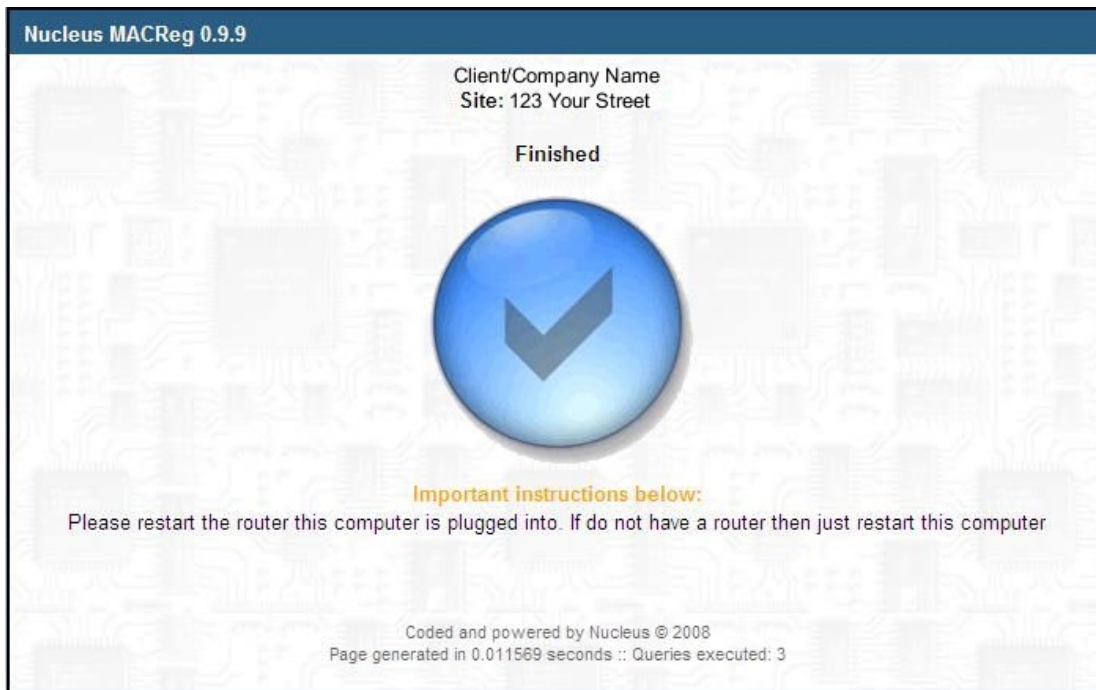 Nucleus MACReg 0.9.9
Client/Company Name
Site: 123 Your Street
Finished
Important instructions below:
Please restart the router this computer is plugged into. If do not have a router then just restart this computer
Coded and powered by Nucleus © 2008
Page generated in 0.011569 seconds :: Queries executed: 3